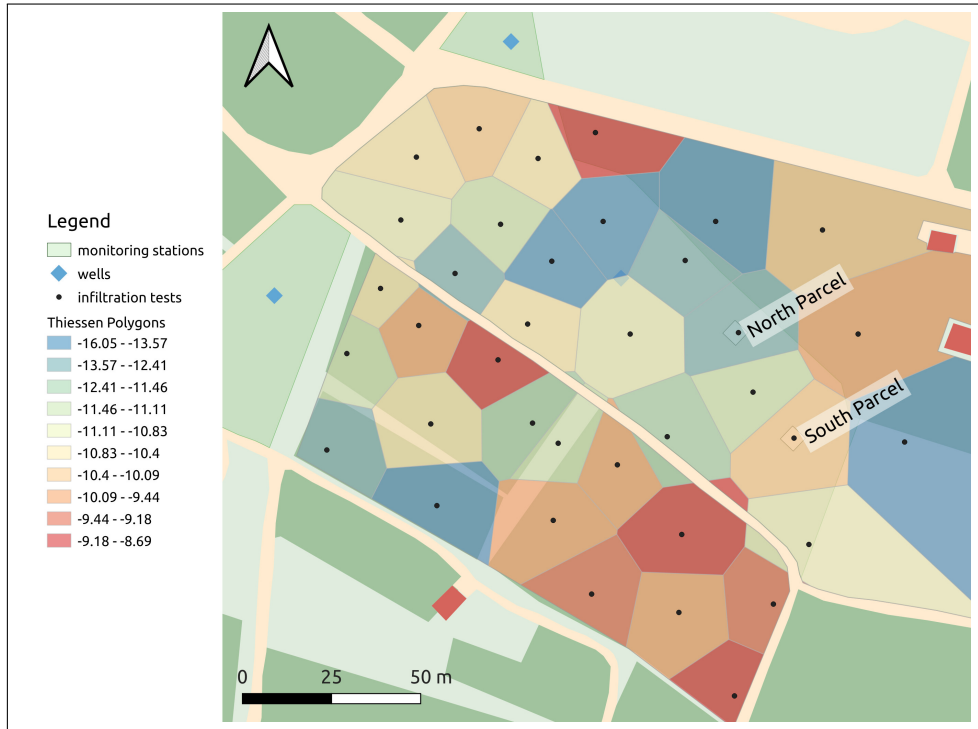 Legend
monitoring stations
wells
infiltration tests
Thiessen Polygons
-16.05 - -13.57
-13.57 - -12.41
-12.41 - -11.46
-11.46 - -11.11
-11.11 - -10.83
-10.83 - -10.4
-10.4 - -10.09
-10.09 - -9.44
-9.44 - -9.18
-9.18 - -8.69
North Parcel
South Parcel
0 25 50 m